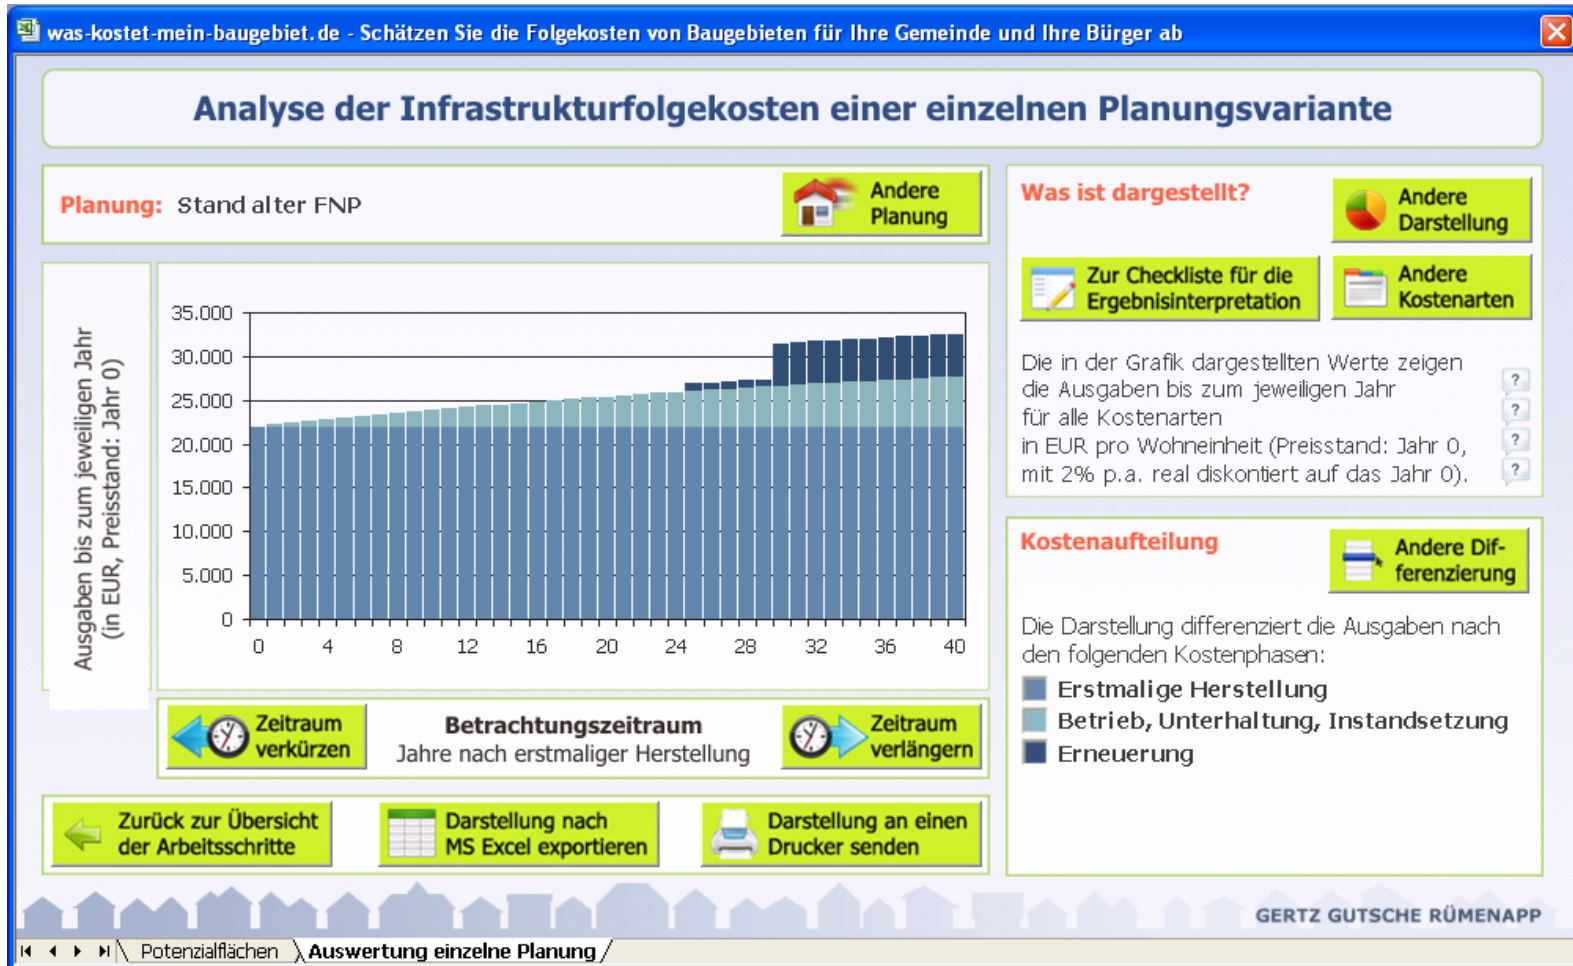 was-kostet-mein-baugebiet.de - Schätzen Sie die Folgekosten von Baugebieten für Ihre Gemeinde und Ihre Bürger ab
Analyse der Infrastrukturfolgekosten einer einzelnen Planungsvariante
Planung: Stand alter FNP
Andere
Planung
Ausgaben bis zum jeweiligen Jahr
(in EUR, Preisstand: Jahr 0)
35.000
30.000
25.000
20.000
15.000
10.000
5.000
0
0 4 8 12 16 20 24 28 32 36 40
Zeitraum
verkürzen
Betrachtungszeitraum
Jahre nach erstmaliger Herstellung
Zeitraum
verlängern
Zurück zur Übersicht
der Arbeitsschritte
Darstellung nach
MS Excel exportieren
Darstellung an einen
Drucker senden
Was ist dargestellt?
Andere
Darstellung
Zur Checkliste für die
Ergebnisinterpretation
Andere
Kostenarten
Die in der Grafik dargestellten Werte zeigen
die Ausgaben bis zum jeweiligen Jahr
für alle Kostenarten
in EUR pro Wohneinheit (Preisstand: Jahr 0,
mit 2% p.a. real diskontiert auf das Jahr 0).
?
?
?
?
Kostenaufteilung
Andere Dif-
ferenzierung
Die Darstellung differenziert die Ausgaben nach
den folgenden Kostenphasen:
Erstmalige Herstellung
Betrieb, Unterhaltung, Instandsetzung
Erneuerung
GERTZ GUTSCHE RÜMENAPP
Potenzialflächen
Auswertung einzelne Planung